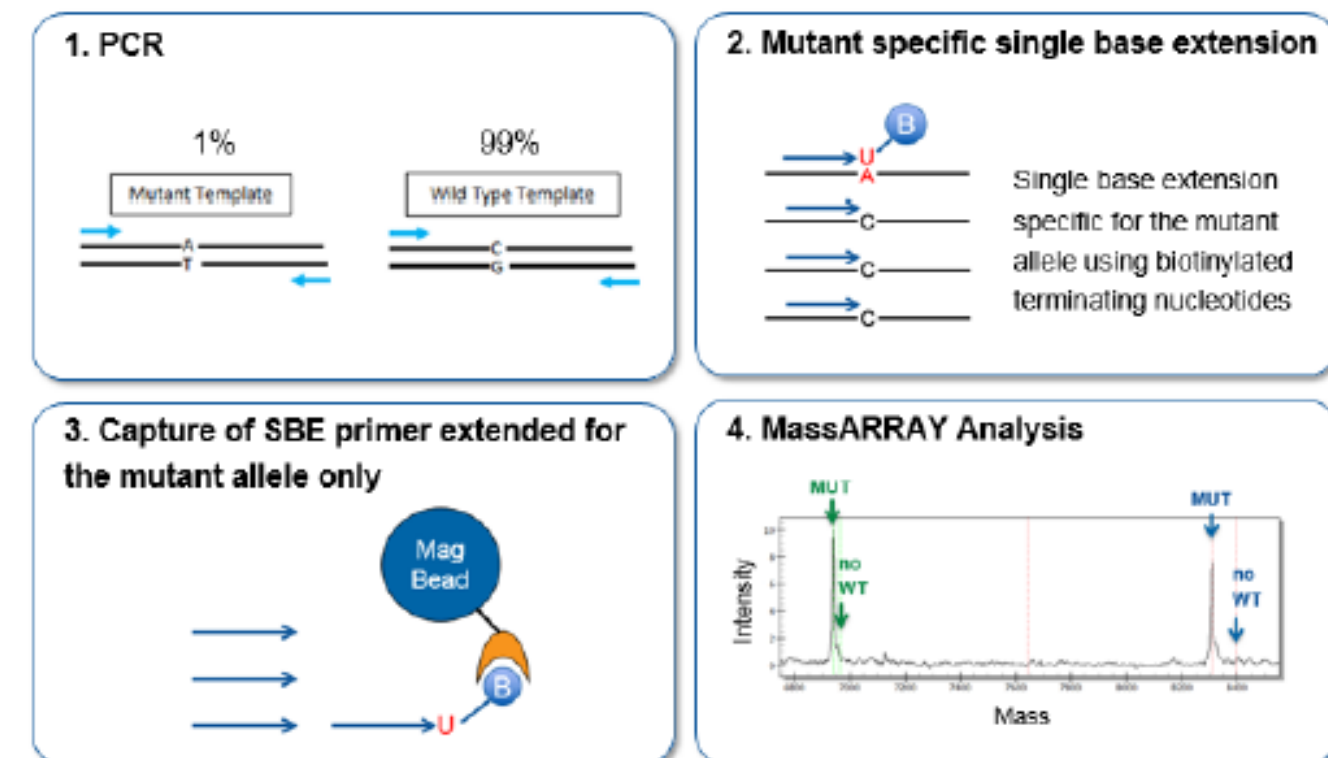 1. PCR
1%
99%
Mutant Template
Wild Type Template
A
T
C
G
2. Mutant specific single base extension
B
U
A
C
C
C
Single base extension
specific for the mutant
allele using biotinylated
terminating nucleotides
3. Capture of SBE primer extended for
the mutant allele only
Mag
Bead
B
U
4. MassARRAY Analysis
MUT
no
WT
MUT
no
WT
Intensity
Mass